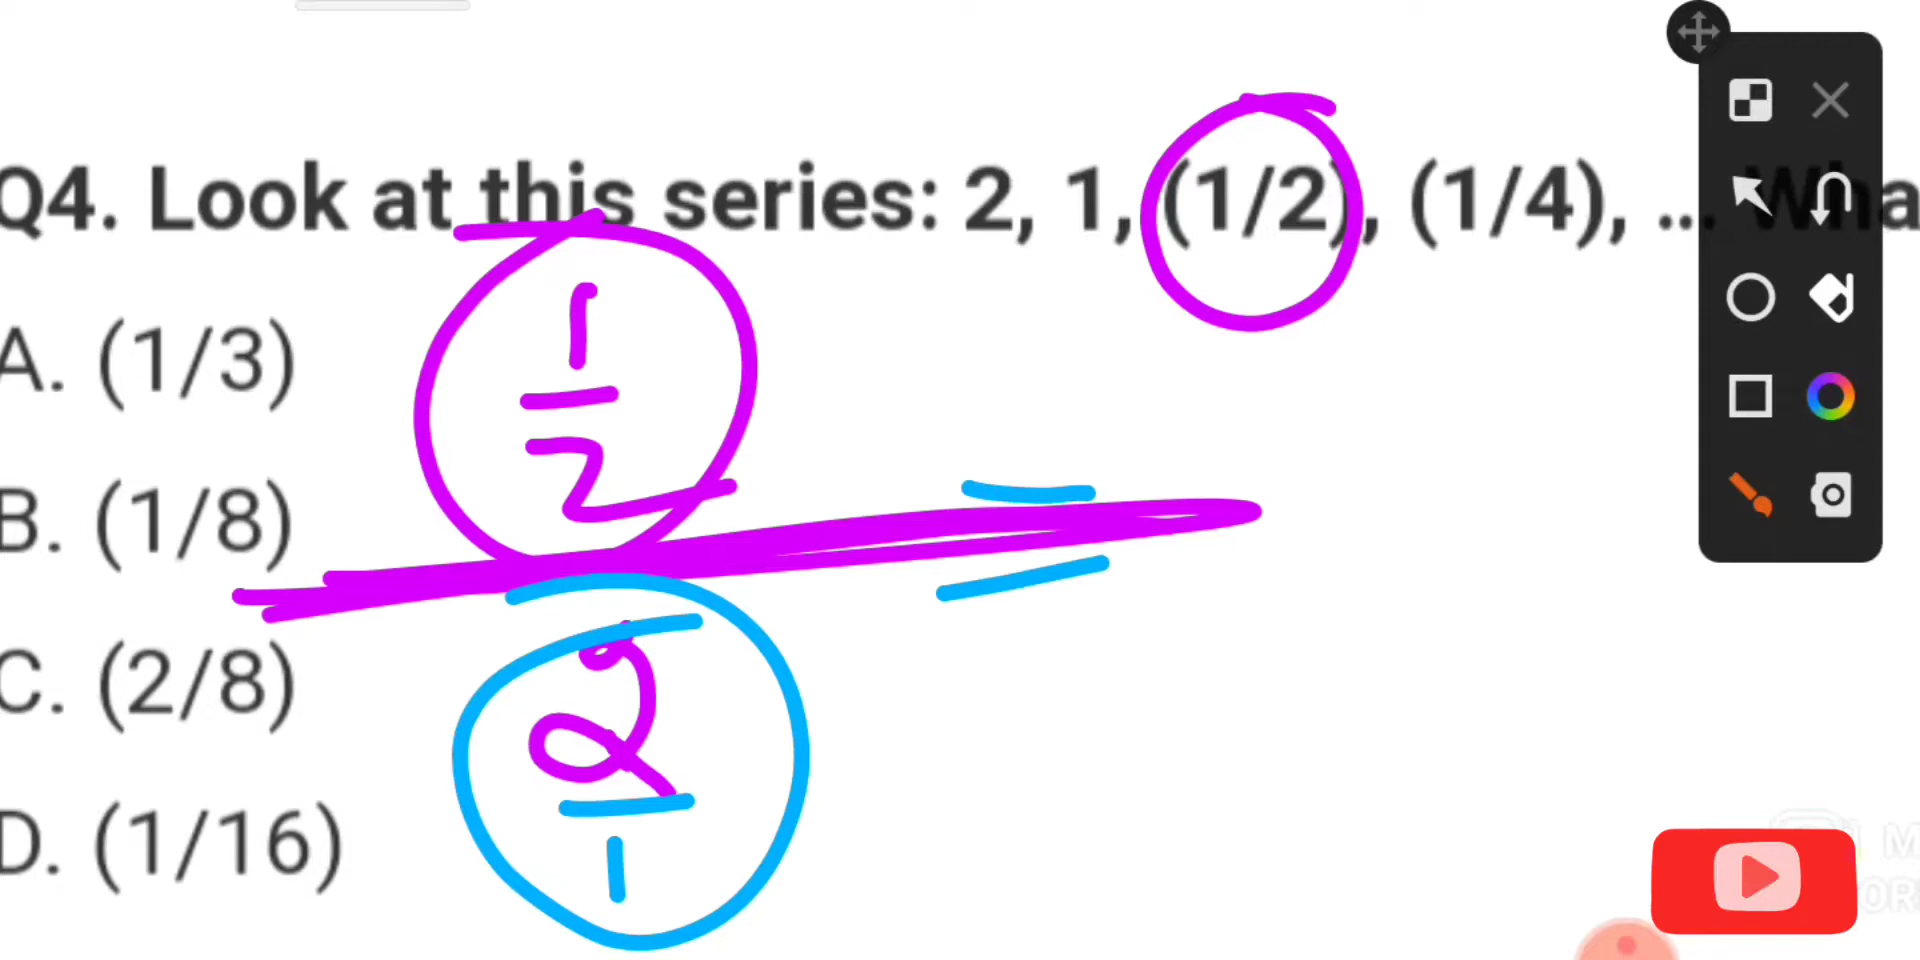 Q4. Look at this series: 2, 1, (1/2), (1/4), ... Wha
A. (1/3)
1
2
B. (1/8)
C. (2/8)
2
1
D. (1/16)